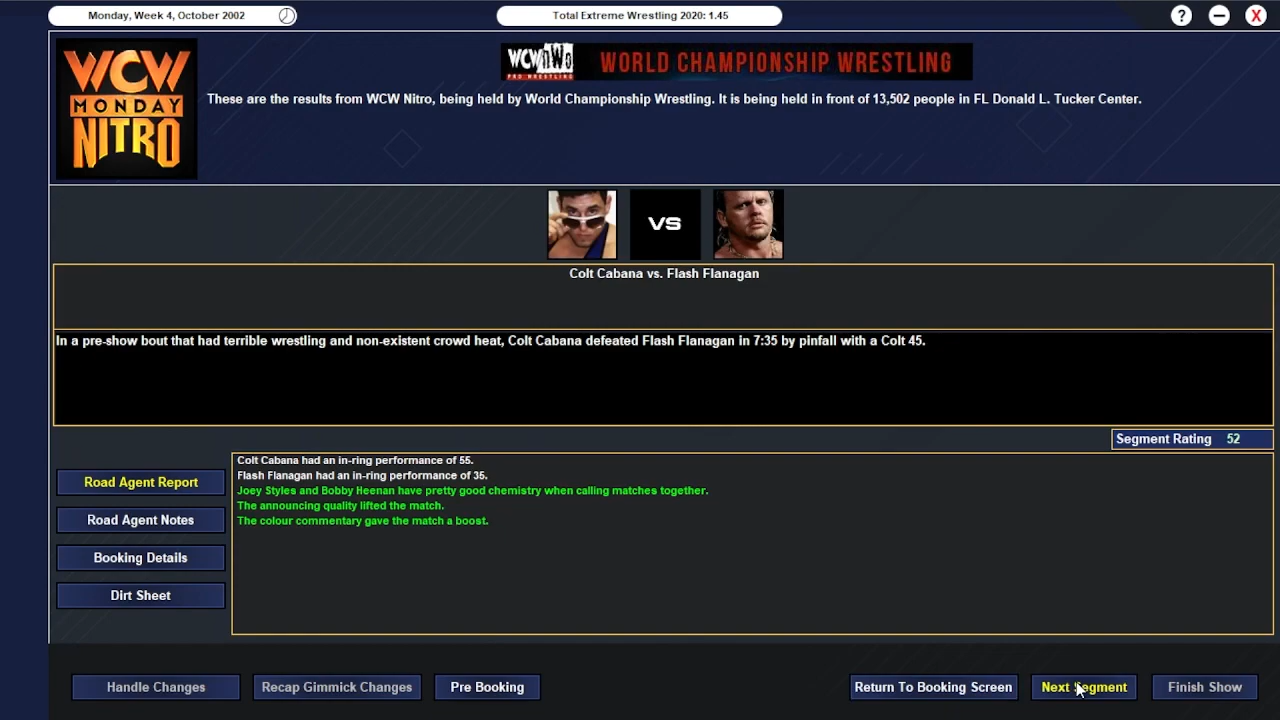 Monday, Week 4, October 2002
Total Extreme Wrestling 2020: 1.45
?
X
WCW
MONDAY
NITRO
WCW nWo
PRO WRESTLING
WORLD CHAMPIONSHIP WRESTLING
These are the results from WCW Nitro, being held by World Championship Wrestling. It is being held in front of 13,502 people in FL Donald L. Tucker Center.
VS
Colt Cabana vs. Flash Flanagan
In a pre-show bout that had terrible wrestling and non-existent crowd heat, Colt Cabana defeated Flash Flanagan in 7:35 by pinfall with a Colt 45.
Segment Rating 52
Road Agent Report
Colt Cabana had an in-ring performance of 55.
Flash Flanagan had an in-ring performance of 35.
Joey Styles and Bobby Heenan have pretty good chemistry when calling matches together.
The announcing quality lifted the match.
The colour commentary gave the match a boost.
Road Agent Notes
Booking Details
Dirt Sheet
Handle Changes
Recap Gimmick Changes
Pre Booking
Return To Booking Screen
Next Segment
Finish Show